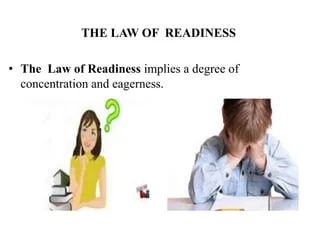 THE LAW OF READINESS
• The Law of Readiness implies a degree of
concentration and eagerness.
?